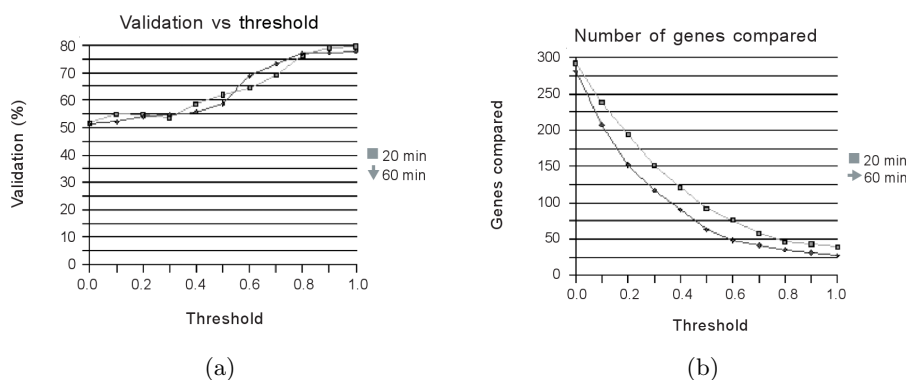 Validation vs threshold
80
70
60
50
40
30
20
10
0
Validation (%)
0.0 0.2 0.4 0.6 0.8 1.0
Threshold
20 min
60 min
(a)
Number of genes compared
300
250
200
150
100
50
0
Genes compared
0.0 0.2 0.4 0.6 0.8 1.0
Threshold
20 min
60 min
(b)